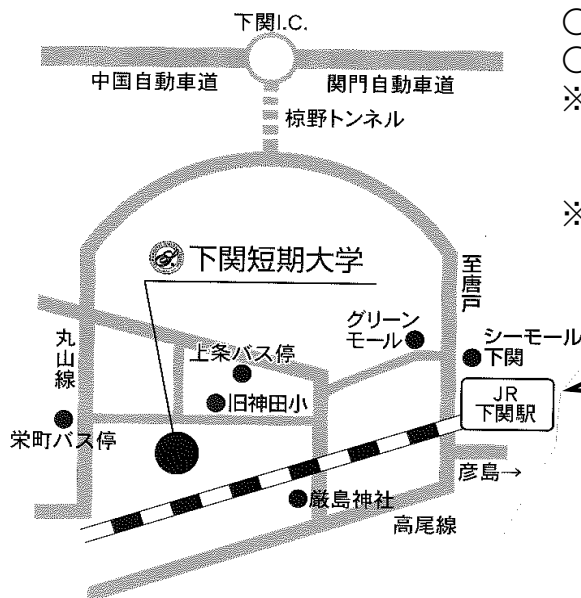 下関I.C.
中国自動車道
関門自動車道
椋野トンネル
下関短期大学
至唐戸
グリーン
モール
シーモール
下関
丸山線
上条バス停
旧神田小
JR
下関駅
栄町バス停
彦島→
厳島神社
高尾線
○
○
※
※